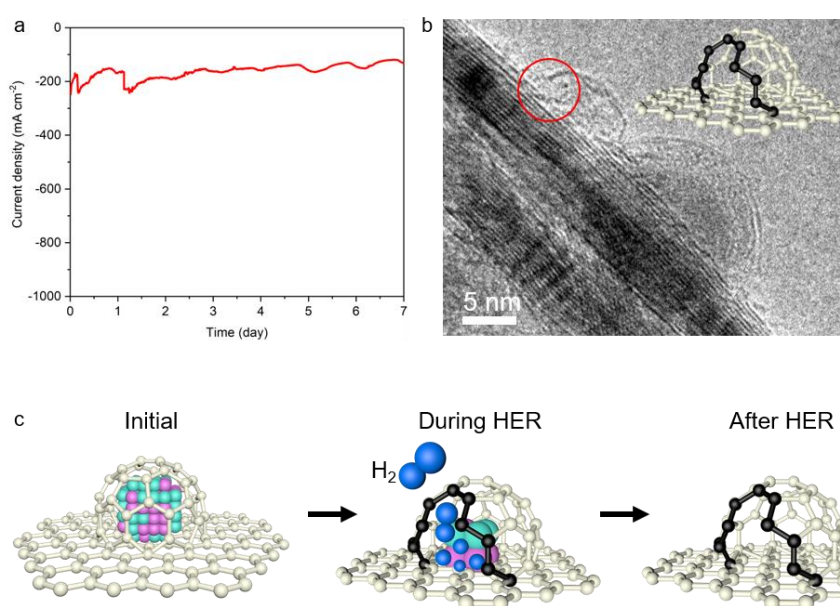 a
0
-200
-400
-600
-800
-1000
Current density (mA cm⁻²)
0 1 2 3 4 5 6 7
Time (day)
b
5 nm
c
Initial
During HER
After HER
H₂